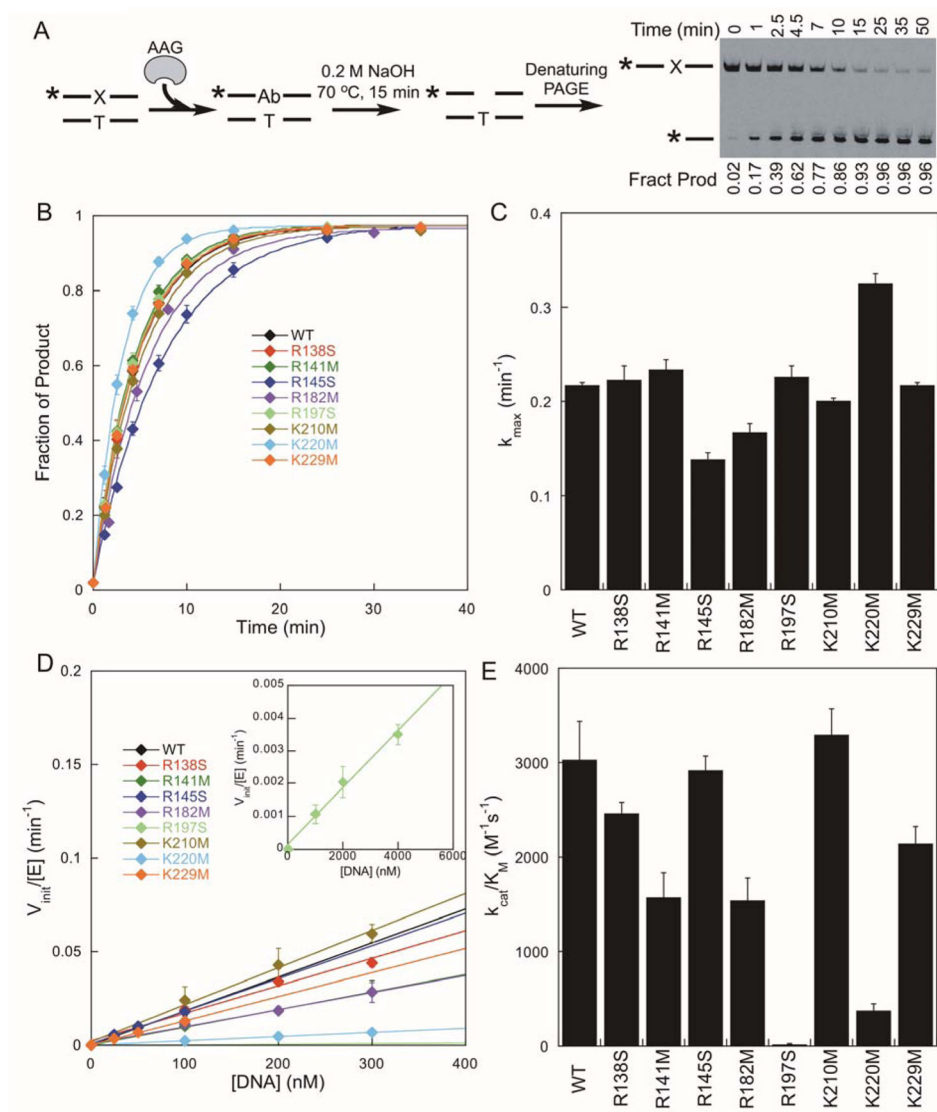 A
AAG
* X
T
* Ab
T
0.2 M NaOH
70 °C, 15 min
*
T
Denaturing
PAGE
Time (min) 0 1 2.5 4.5 7 10 15 25 35 50
* X
*
Fract Prod 0.02 0.17 0.39 0.62 0.77 0.86 0.93 0.96 0.96 0.96
B
Fraction of Product
1
0.8
0.6
0.4
0.2
0
0 10 20 30 40
Time (min)
WT
R138S
R141M
R145S
R182M
R197S
K210M
K220M
K229M
C
k_max (min⁻¹)
0.4
0.3
0.2
0.1
0
WT R138S R141M R145S R182M R197S K210M K220M K229M
D
V_init/[E] (min⁻¹)
0.2
0.15
0.1
0.05
0
0 100 200 300 400
[DNA] (nM)
WT
R138S
R141M
R145S
R182M
R197S
K210M
K220M
K229M
V_init/[E] (min⁻¹)
0.005
0.004
0.003
0.002
0.001
0
0 2000 4000 6000
[DNA] (nM)
E
k_cat/K_M (M⁻¹s⁻¹)
4000
3000
2000
1000
0
WT R138S R141M R145S R182M R197S K210M K220M K229M